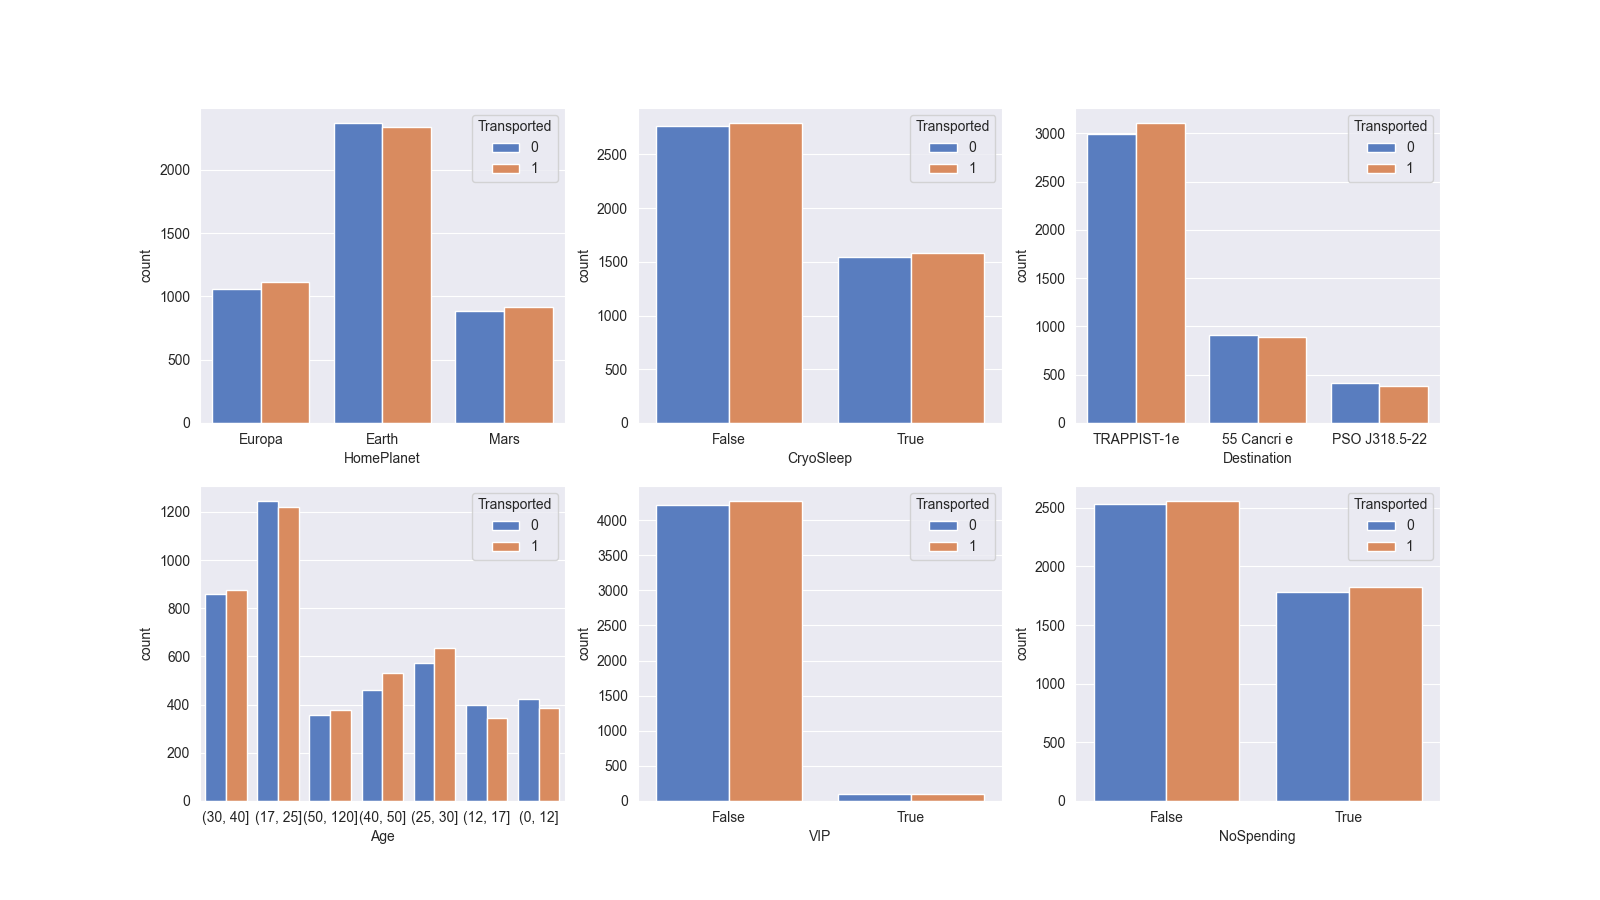 Transported
0
1
2000
1500
1000
500
0
count
Europa Earth Mars
HomePlanet
Transported
0
1
2500
2000
1500
1000
500
0
count
False True
CryoSleep
Transported
0
1
3000
2500
2000
1500
1000
500
0
count
TRAPPIST-1e 55 Cancri e PSO J318.5-22
Destination
Transported
0
1
1200
1000
800
600
400
200
0
count
(30, 40] (17, 25] (50, 120] (40, 50] (25, 30] (12, 17] (0, 12]
Age
Transported
0
1
4000
3500
3000
2500
2000
1500
1000
500
0
count
False True
VIP
Transported
0
1
2500
2000
1500
1000
500
0
count
False True
NoSpending